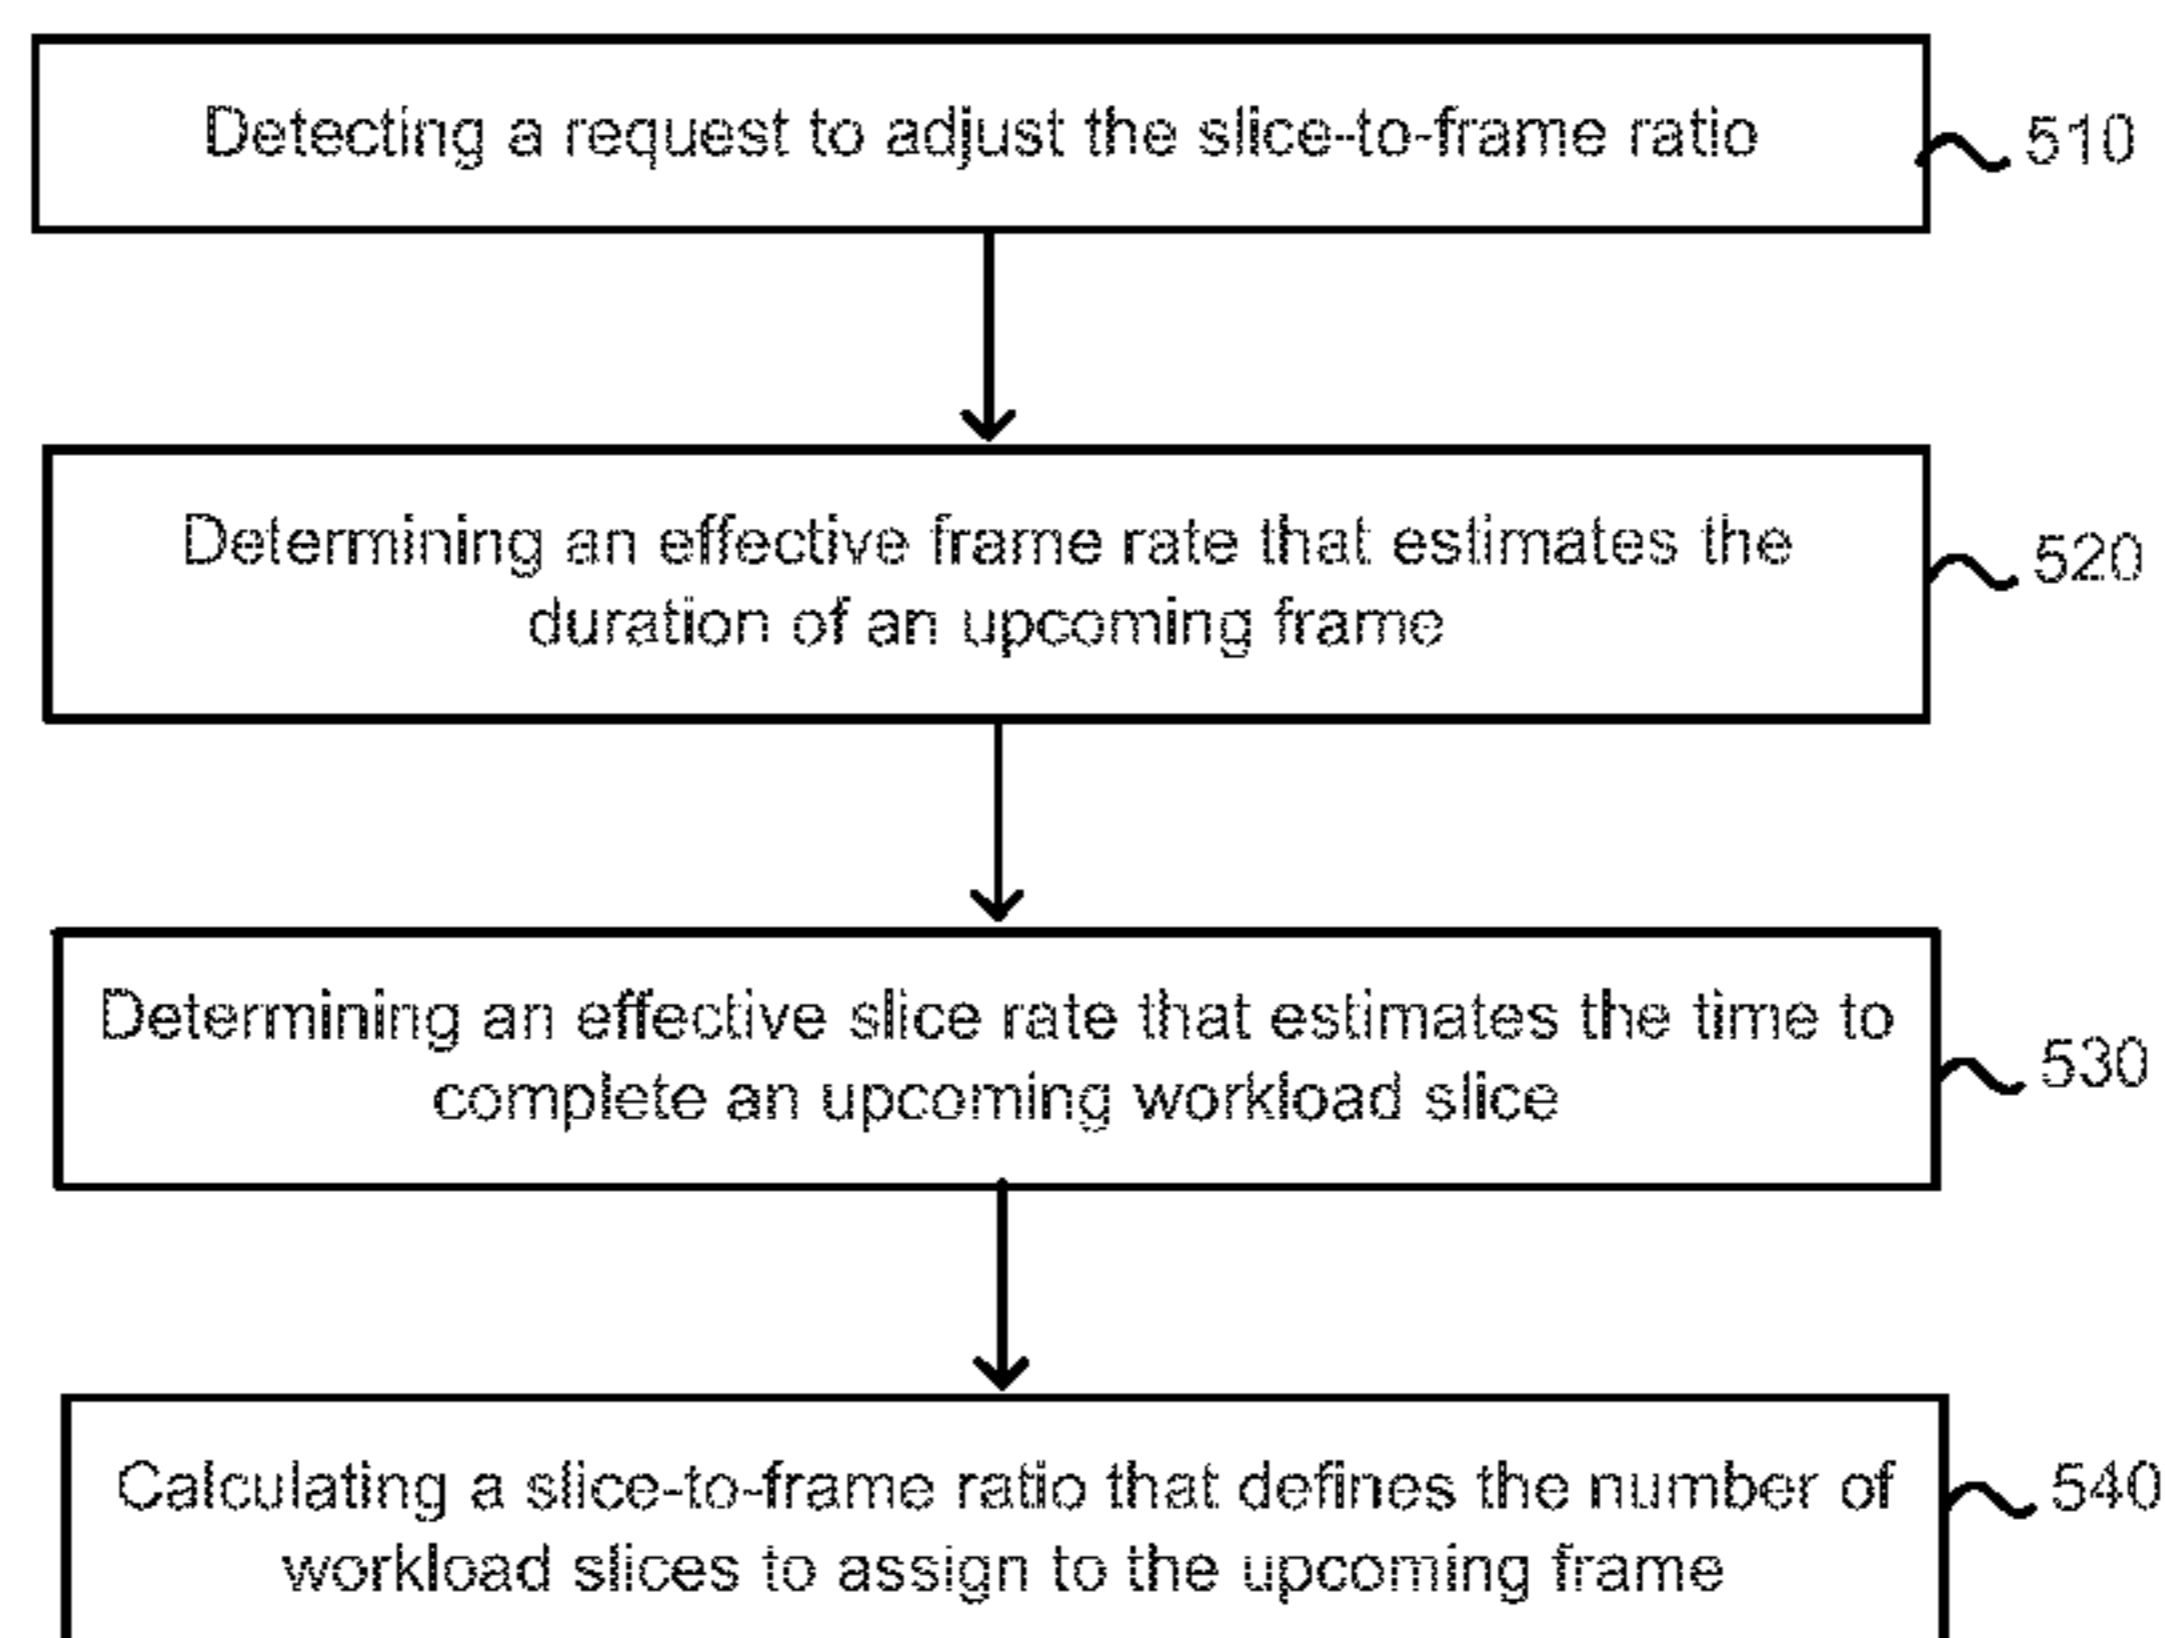 Detecting a request to adjust the slice-to-frame ratio
510
Determining an effective frame rate that estimates the
duration of an upcoming frame
520
Determining an effective slice rate that estimates the time to
complete an upcoming workload slice
530
Calculating a slice-to-frame ratio that defines the number of
workload slices to assign to the upcoming frame
540